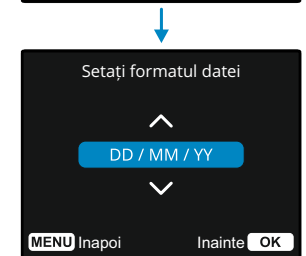 Setați formatul datei
DD / MM / YY
MENU Inapoi Inainte OK